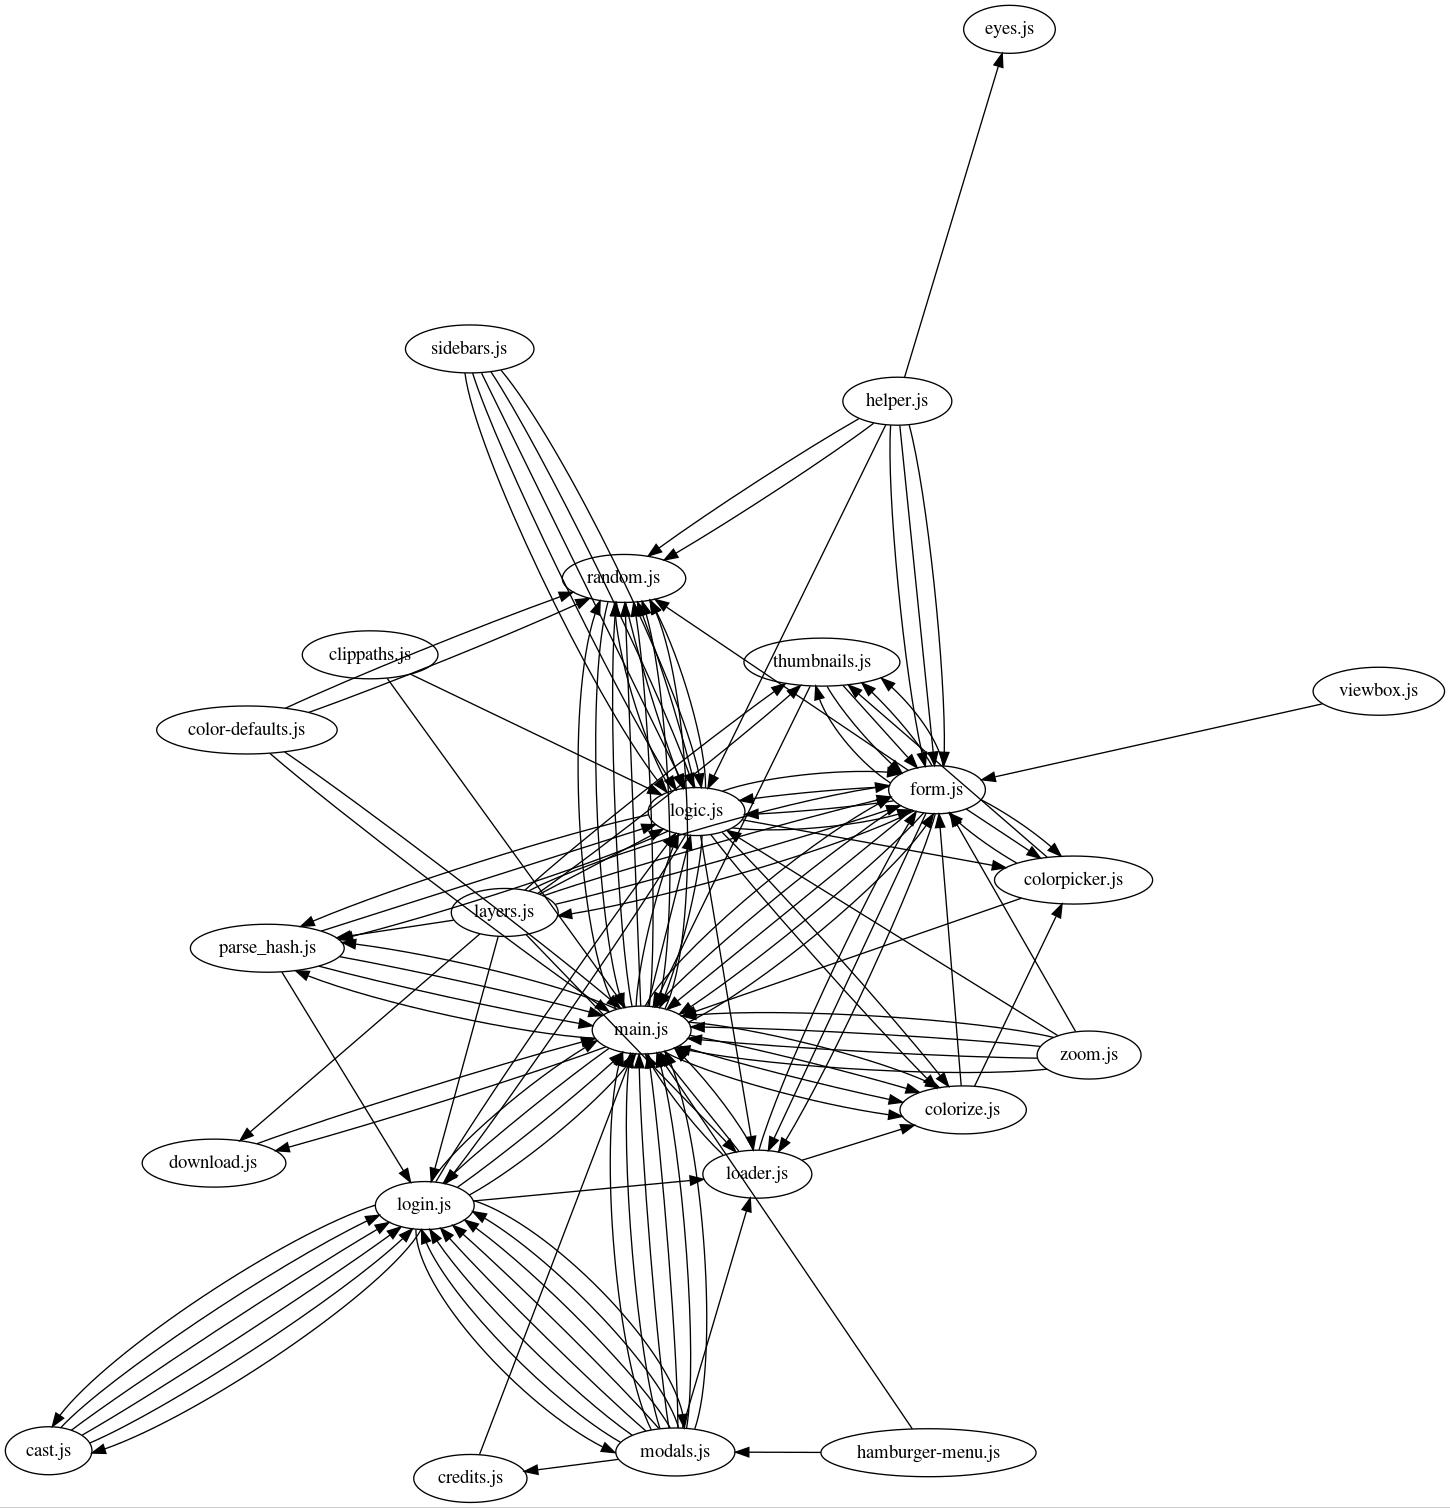 eyes.js
sidebars.js
helper.js
random.js
clippaths.js
thumbnails.js
viewbox.js
color-defaults.js
form.js
logic.js
colorpicker.js
layers.js
parse_hash.js
main.js
zoom.js
colorize.js
download.js
loader.js
login.js
cast.js
modals.js
hamburger-menu.js
credits.js